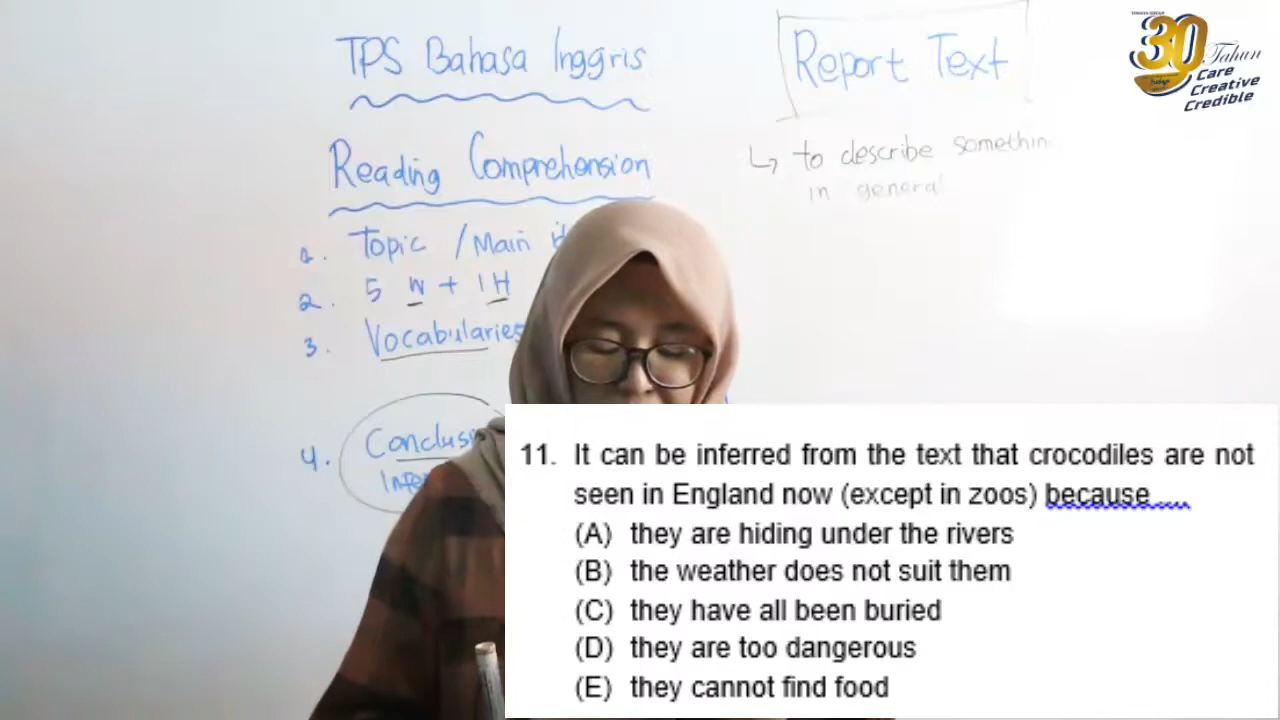 TPS Bahasa Inggris
Reading Comprehension
1. Topic / Main
2. 5 W + 1H
3. Vocabularies
4.
Report Text
↳ to describe
in general
30
Tahun
Care
Creative
Credible
11. It can be inferred from the text that crocodiles are not
seen in England now (except in zoos) because ....
(A) they are hiding under the rivers
(B) the weather does not suit them
(C) they have all been buried
(D) they are too dangerous
(E) they cannot find food